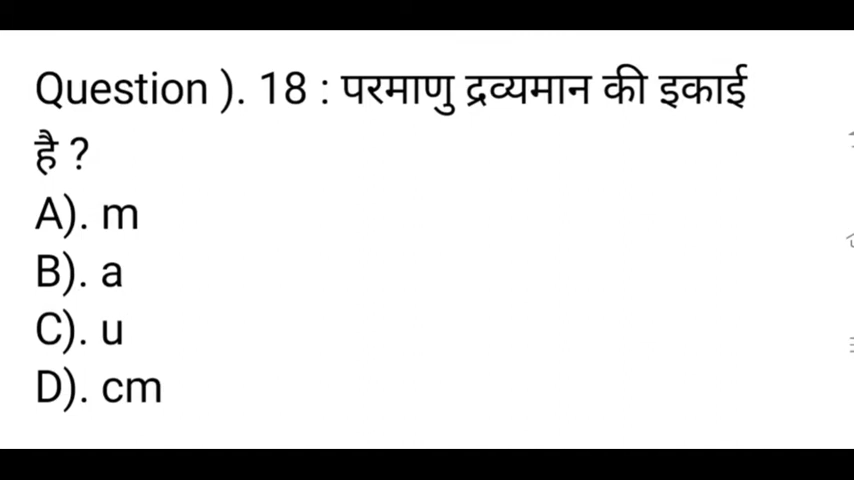 Question ). 18 : परमाणु द्रव्यमान की इकाई
है ?
A). m
B). a
C). u
D). cm